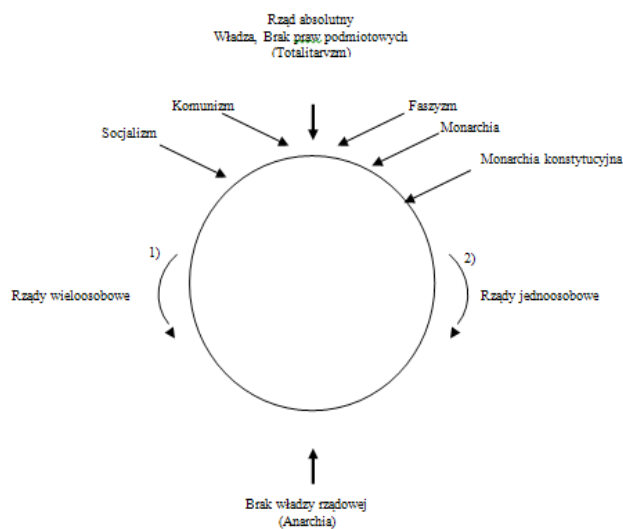 Rząd absolutny
Władza, Brak praw podmiotowych
(Totalitaryzm)
Komunizm
Faszyzm
Socjalizm
Monarchia
Monarchia konstytucyjna
1)
2)
Rządy wieloosobowe
Rządy jednoosobowe
Brak władzy rządowej
(Anarchia)